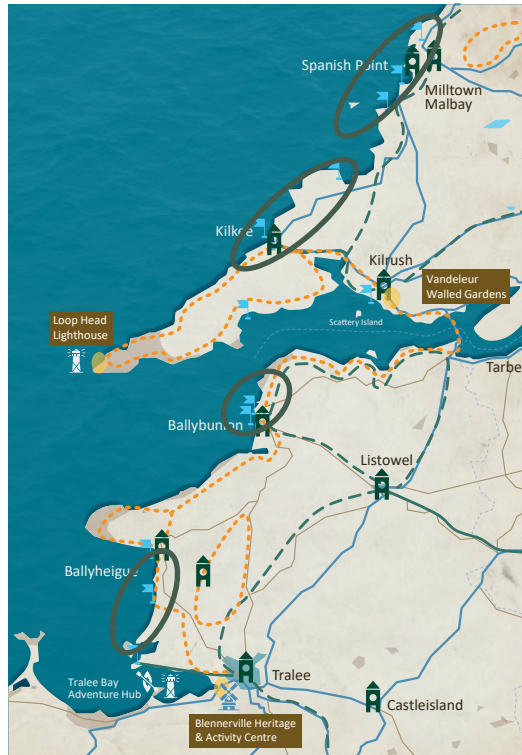 Spanish Point
Milltown
Malbay
Kilkee
Kilrush
Vandeleur
Walled Gardens
Scattery Island
Loop Head
Lighthouse
Tarbe
Ballybunion
Listowel
Ballyheigue
Tralee Bay
Adventure Hub
Tralee
Castleisland
Blennerville Heritage
& Activity Centre